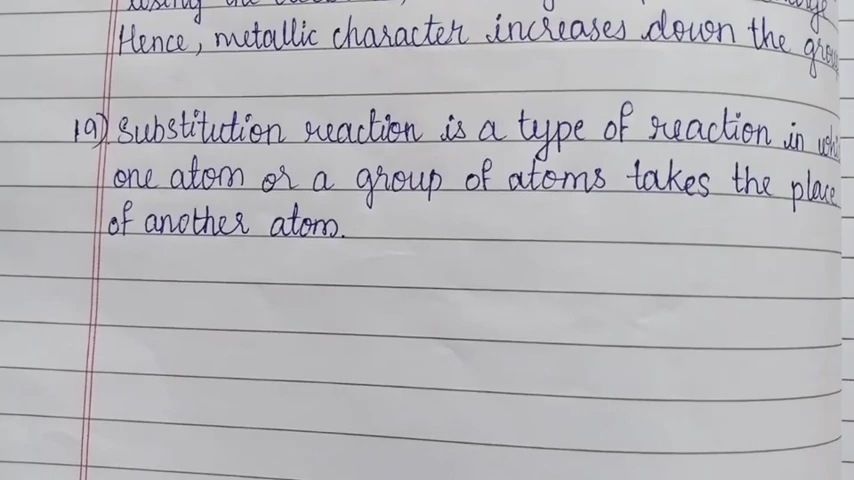 Hence, metallic character increases down the
19) Substitution reaction is a type of reaction in
one atom or a group of atoms takes the place
of another atom.